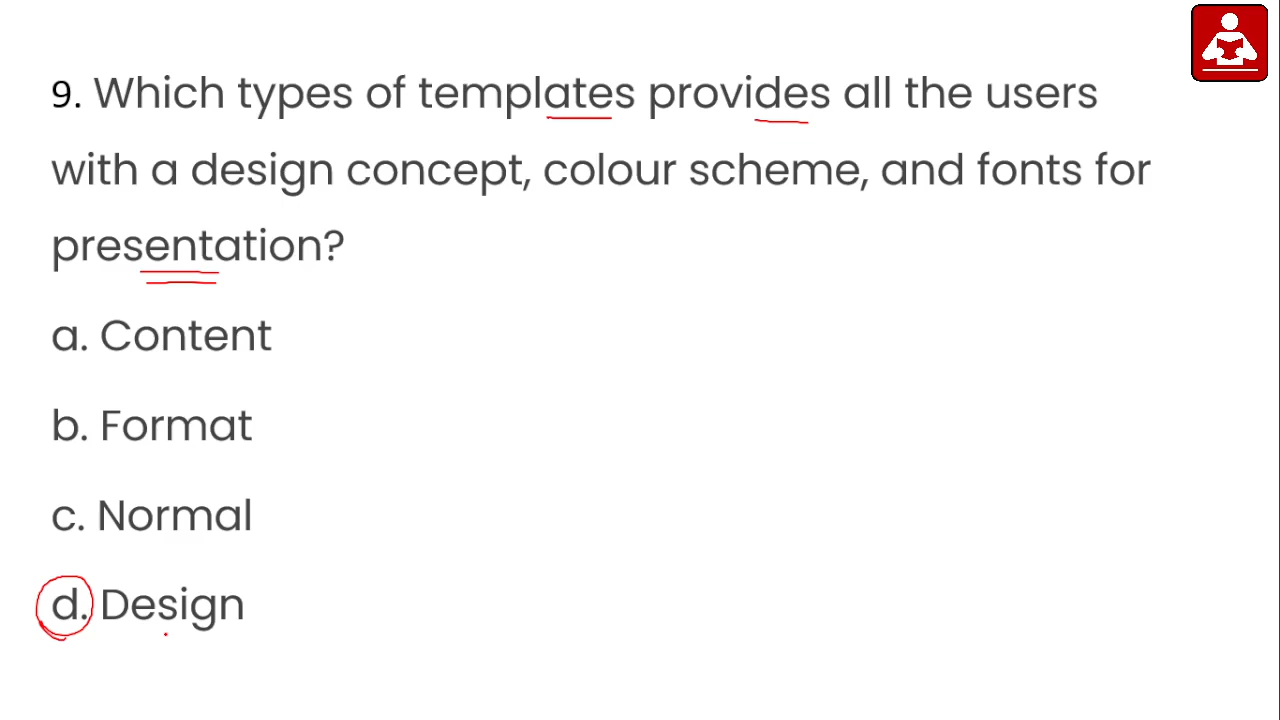 9. Which types of templates provides all the users
with a design concept, colour scheme, and fonts for
presentation?
a. Content
b. Format
c. Normal
d. Design